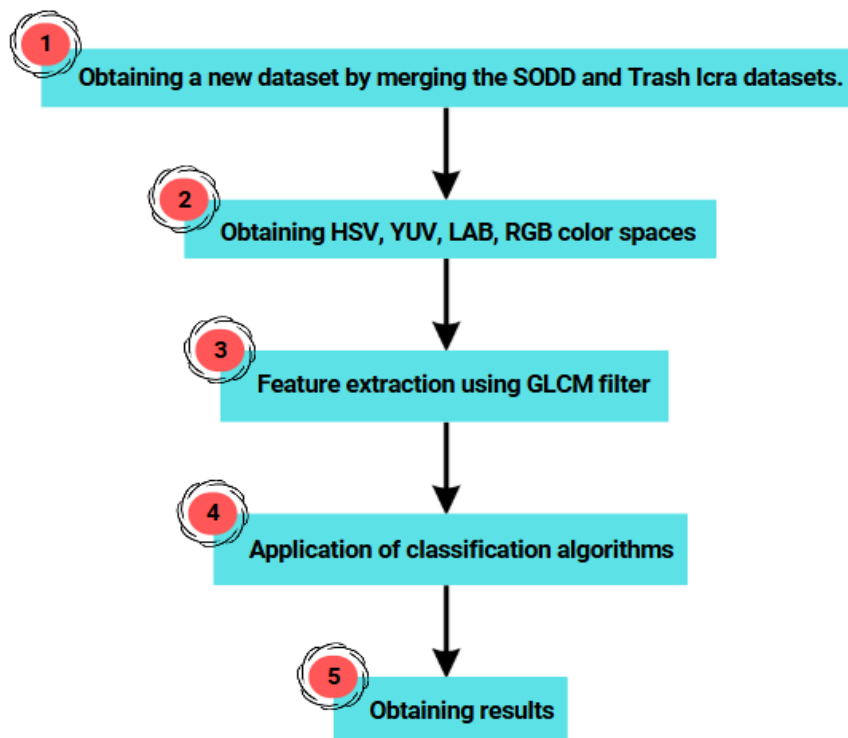 1
Obtaining a new dataset by merging the SODD and Trash Icra datasets.
2
Obtaining HSV, YUV, LAB, RGB color spaces
3
Feature extraction using GLCM filter
4
Application of classification algorithms
5
Obtaining results